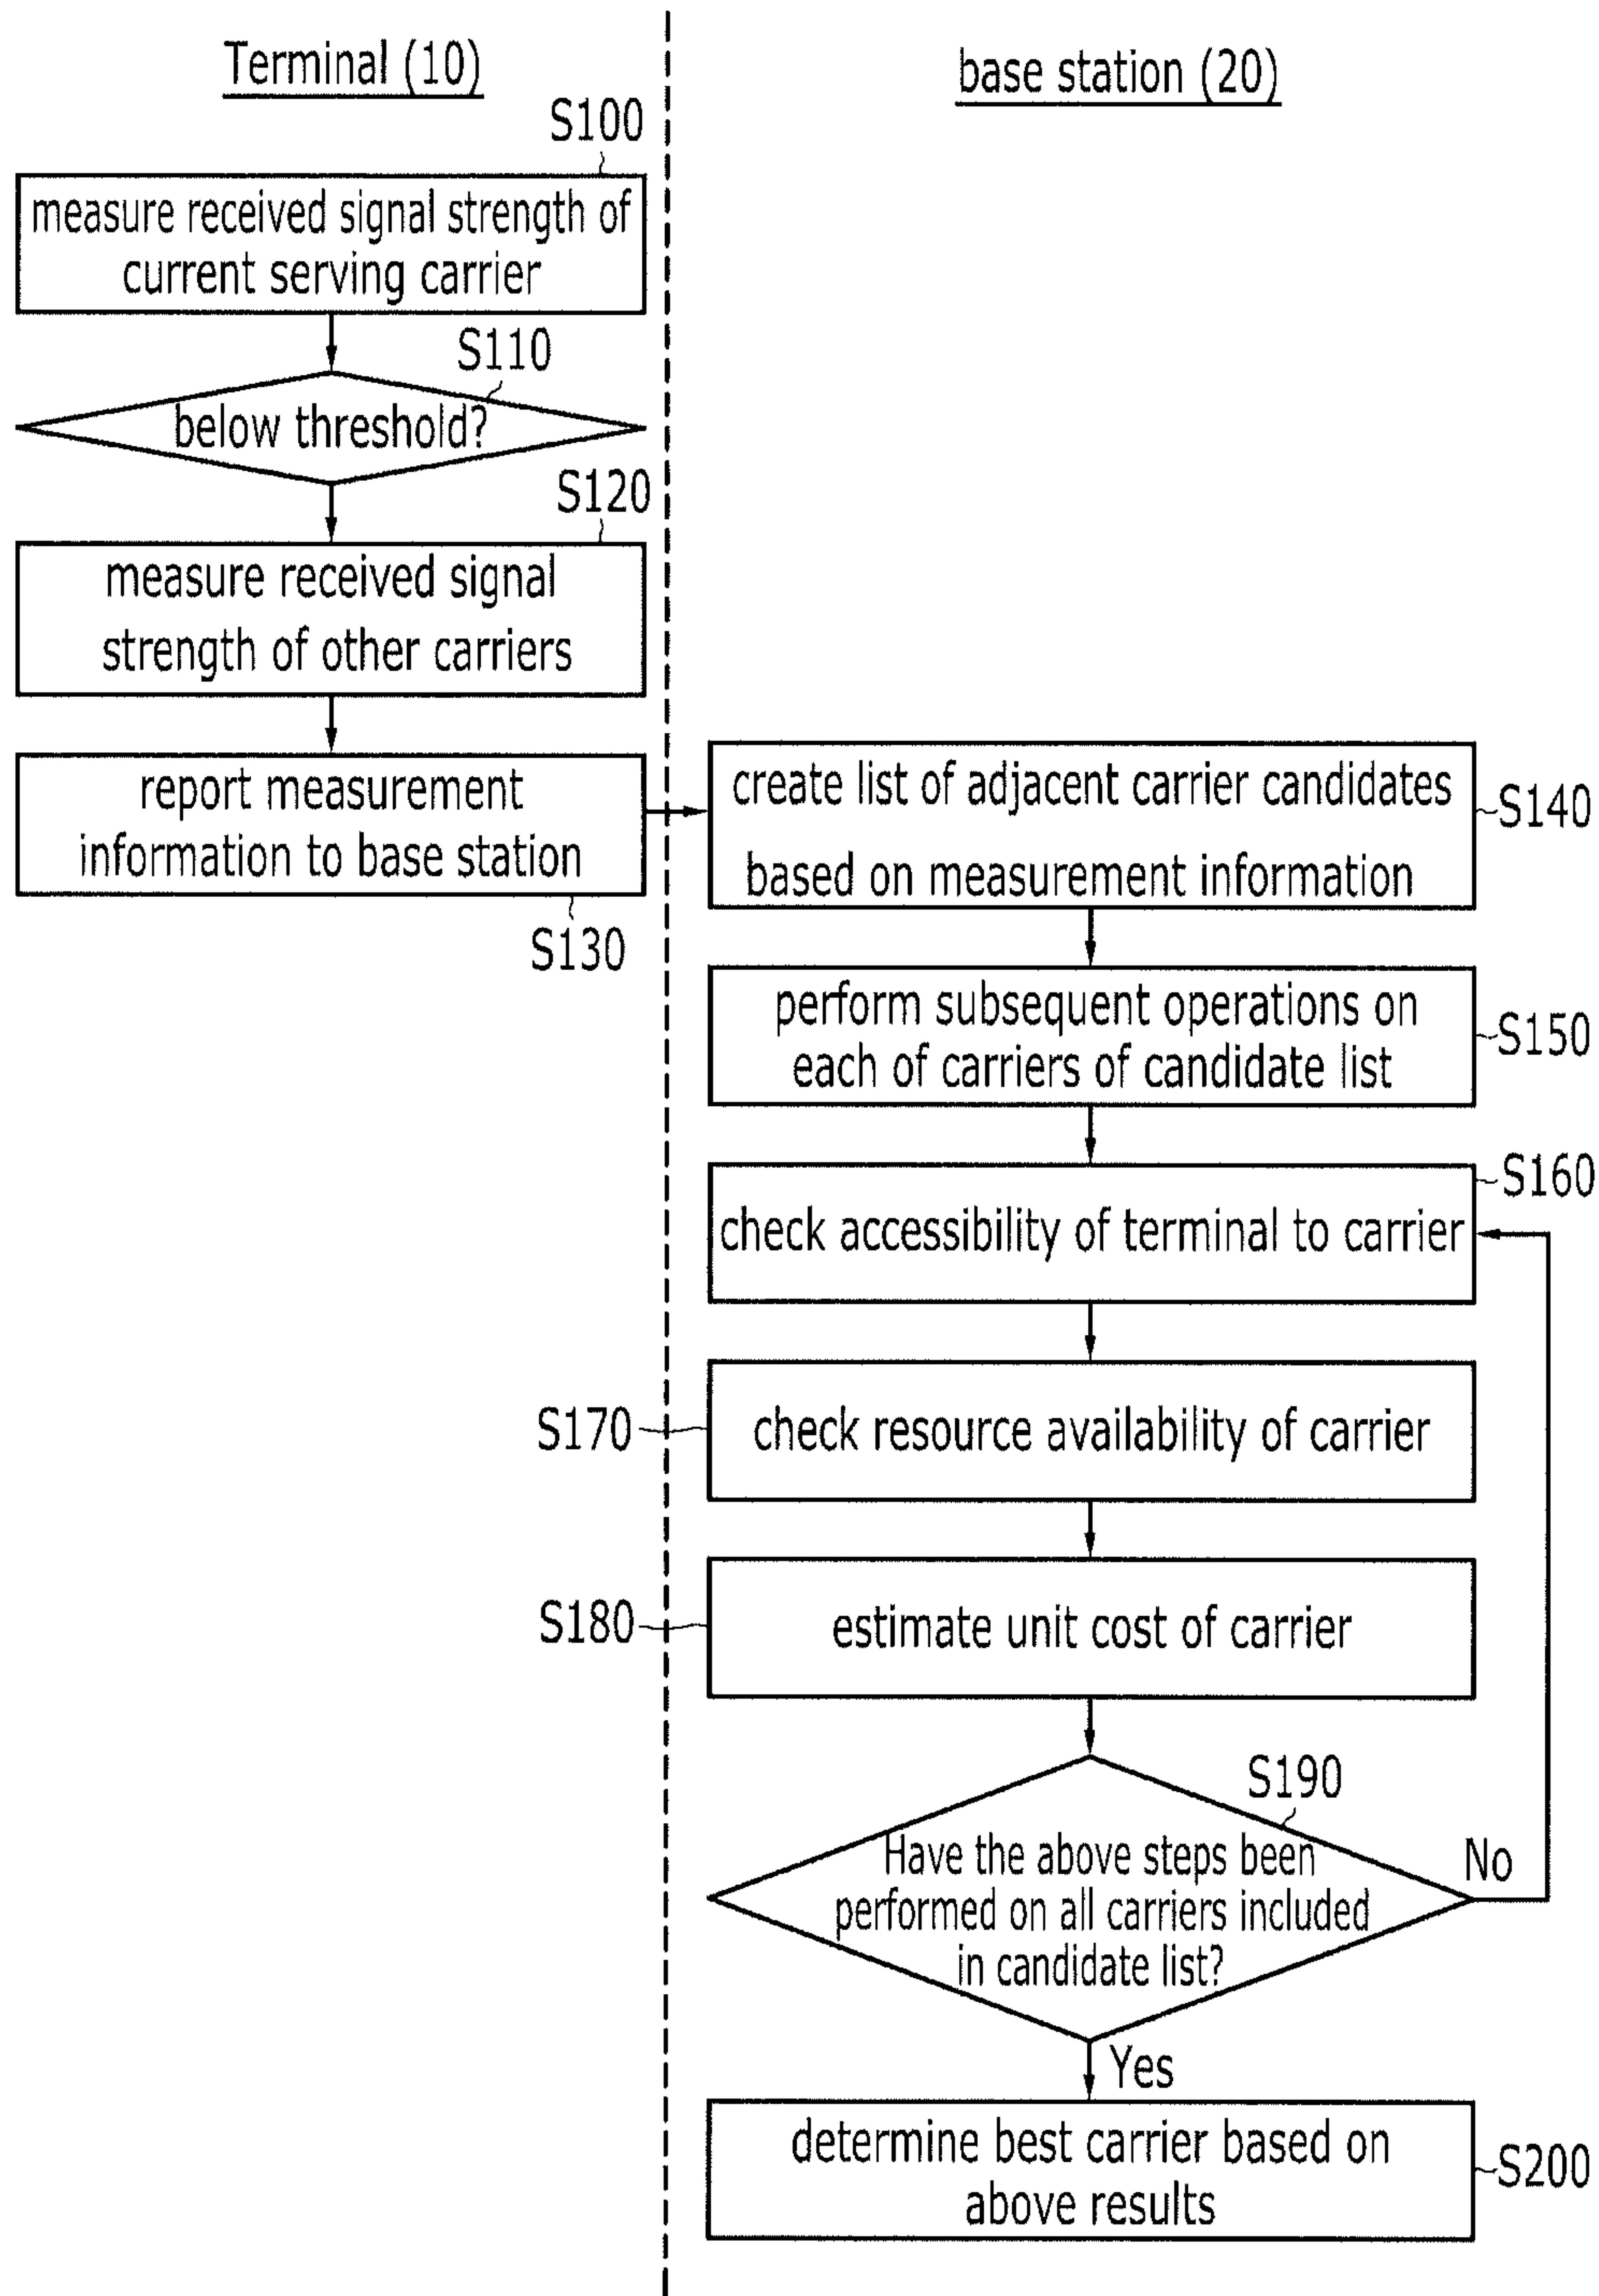 Terminal (10)
base station (20)
S100
measure received signal strength of
current serving carrier
S110
below threshold?
S120
measure received signal
strength of other carriers
report measurement
information to base station
S130
create list of adjacent carrier candidates
based on measurement information
S140
perform subsequent operations on
each of carriers of candidate list
S150
S160
check accessibility of terminal to carrier
S170
check resource availability of carrier
S180
estimate unit cost of carrier
S190
Have the above steps been
performed on all carriers included
in candidate list?
No
Yes
determine best carrier based on
above results
S200